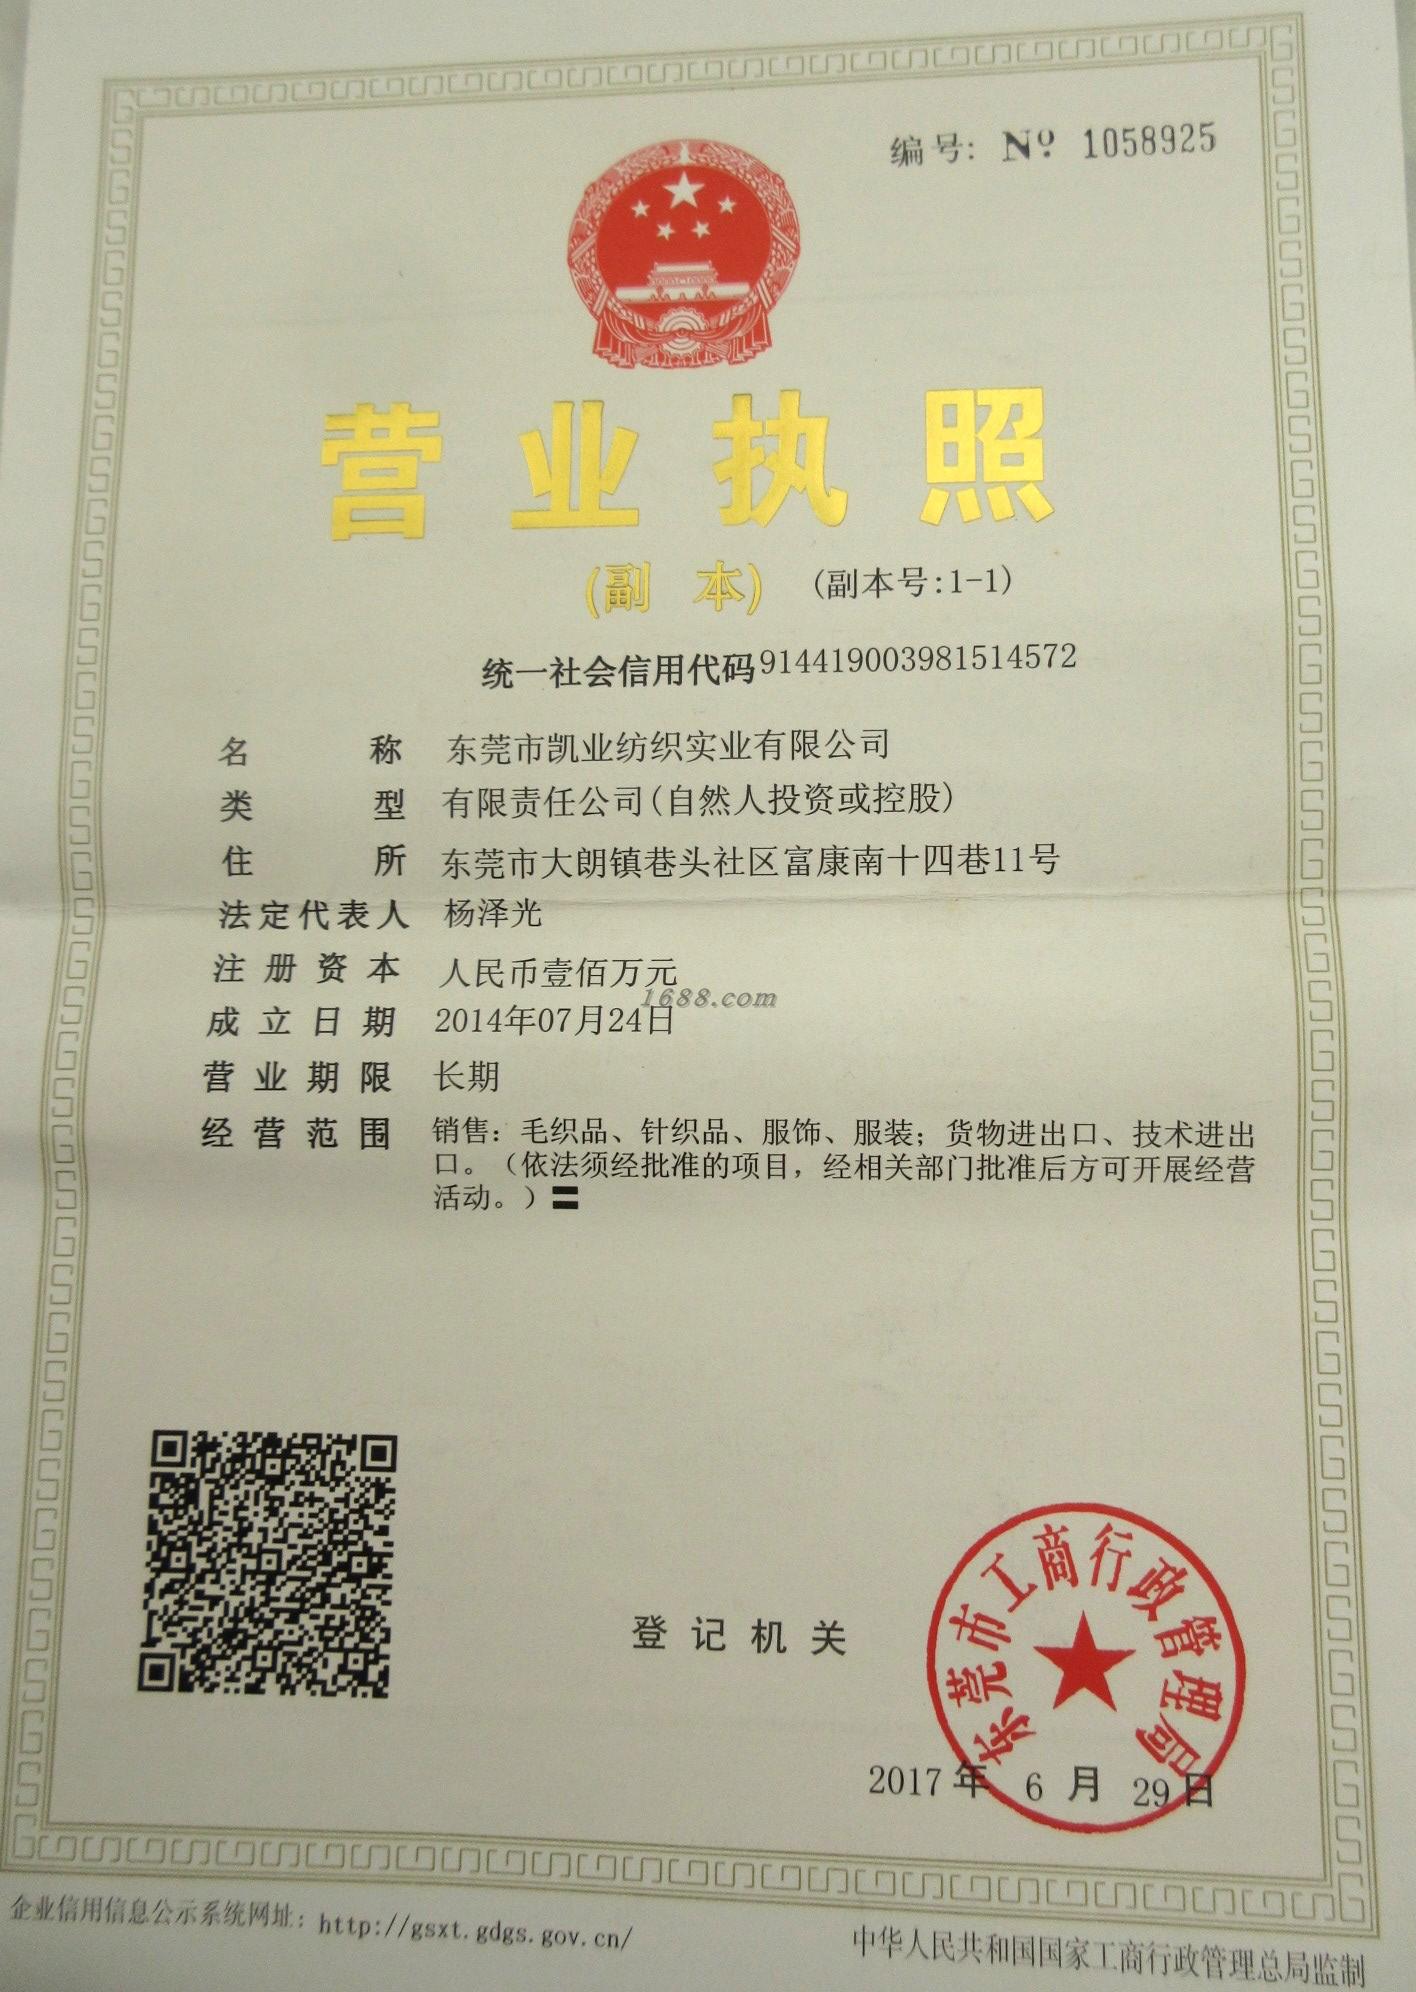 编号: Nº 1058925
营业执照
(副 本) (副本号:1-1)
统一社会信用代码914419003981514572
名 称 东莞市凯业纺织实业有限公司
类 型 有限责任公司(自然人投资或控股)
住 所 东莞市大朗镇巷头社区富康南十四巷11号
法定代表人 杨泽光
注册资本 人民币壹佰万元
1688.com
成立日期 2014年07月24日
营业期限 长期
经营范围 销售：毛织品、针织品、服饰、服装；货物进出口、技术进出
口。（依法须经批准的项目，经相关部门批准后方可开展经营
活动。）〓
东莞市工商行政管理局
登记机关
2017 年 6 月 29 日
企业信用信息公示系统网址：http://gsxt.gdgs.gov.cn/
中华人民共和国国家工商行政管理总局监制